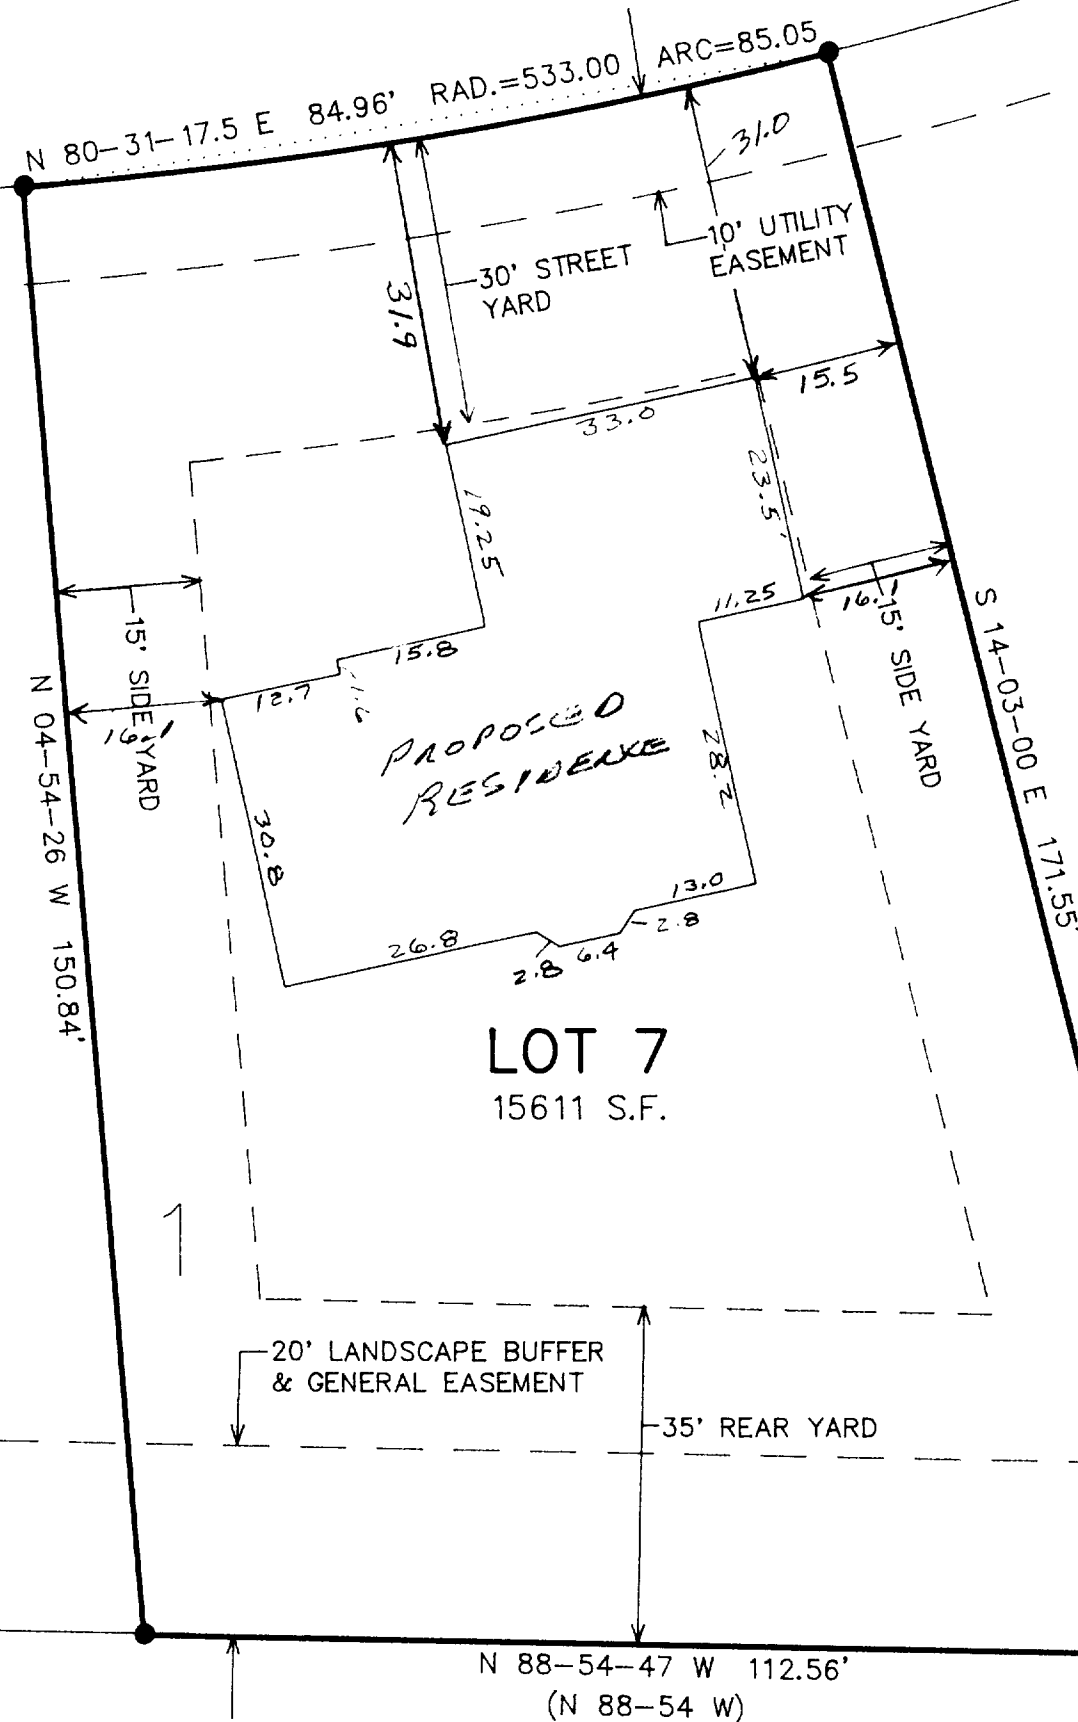 N 80-31-17.5 E 84.96' RAD.=533.00 ARC=85.05
31.0
10' UTILITY
EASEMENT
30' STREET
YARD
31.9
15.5
33.0
23.5'
19.25
11.25
15' SIDE YARD
15' SIDE YARD
S 14-03-00 E 171.55'
15.8
12.7
1.6
16.1
N 04-54-26 W 150.84'
PROPOSED
RESIDENCE
28.2
30.8
13.0
2.8
26.8
2.8
6.4
LOT 7
15611 S.F.
1
20' LANDSCAPE BUFFER
& GENERAL EASEMENT
35' REAR YARD
N 88-54-47 W 112.56'
(N 88-54 W)